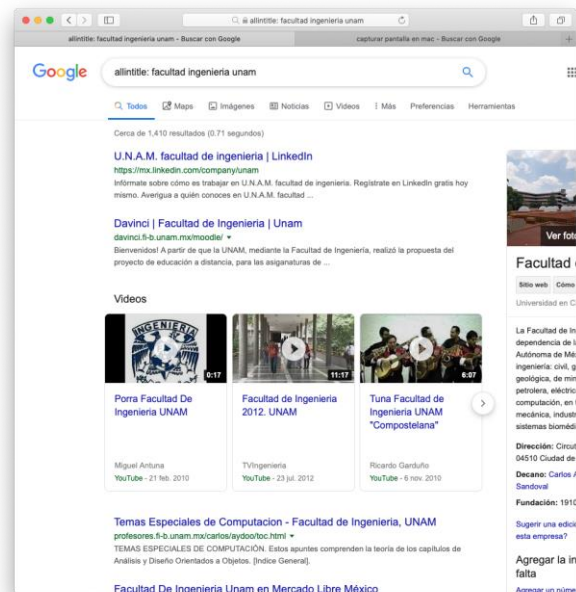 allintitle: facultad ingenieria unam
allintitle: facultad ingenieria unam - Buscar con Google
capturar pantalla en mac - Buscar con Google
Google
allintitle: facultad ingenieria unam
Todos Maps Imágenes Noticias Videos Más Preferencias Herramientas
Cerca de 1,410 resultados (0.71 segundos)
U.N.A.M. facultad de ingenieria | LinkedIn
https://mx.linkedin.com/company/unam
Infórmate sobre cómo es trabajar en U.N.A.M. facultad de ingenieria. Regístrate en LinkedIn gratis hoy
mismo. Averigua a quién conoces en U.N.A.M. facultad ...
Davinci | Facultad de Ingenieria | Unam
davinci.fi-b.unam.mx/moodle/
Bienvenidos! A partir de que la UNAM, mediante la Facultad de Ingeniería, realizó la propuesta del
proyecto de educación a distancia, para las asignaturas de ...
Videos
INGENIERIA
0:17
11:17
6:07
Porra Facultad De
Ingenieria UNAM
Facultad de Ingenieria
2012. UNAM
Tuna Facultad de
Ingenieria UNAM
"Compostelana"
Miguel Antuna
YouTube - 21 feb. 2010
TVIngenieria
YouTube - 23 jul. 2012
Ricardo Garduño
YouTube - 6 nov. 2010
Temas Especiales de Computacion - Facultad de Ingenieria, UNAM
profesores.fi-b.unam.mx/carlos/aydoo/toc.html
TEMAS ESPECIALES DE COMPUTACIÓN. Estos apuntes comprenden la teoría de los capítulos de
Análisis y Diseño Orientados a Objetos. [Indice General].
Facultad De Ingenieria Unam en Mercado Libre México
Ver foto
Facultad
Sitio web Cómo
Universidad en C
La Facultad de In
dependencia de l
Autónoma de Mé
ingeniería: civil, g
geológica, de min
petrolera, eléctric
computación, en
mecánica, indust
sistemas bioméd
Dirección: Circui
04510 Ciudad de
Decano: Carlos A
Sandoval
Fundación: 1910
Sugerir una edici
esta empresa?
Agregar la in
falta
Agregar un núme